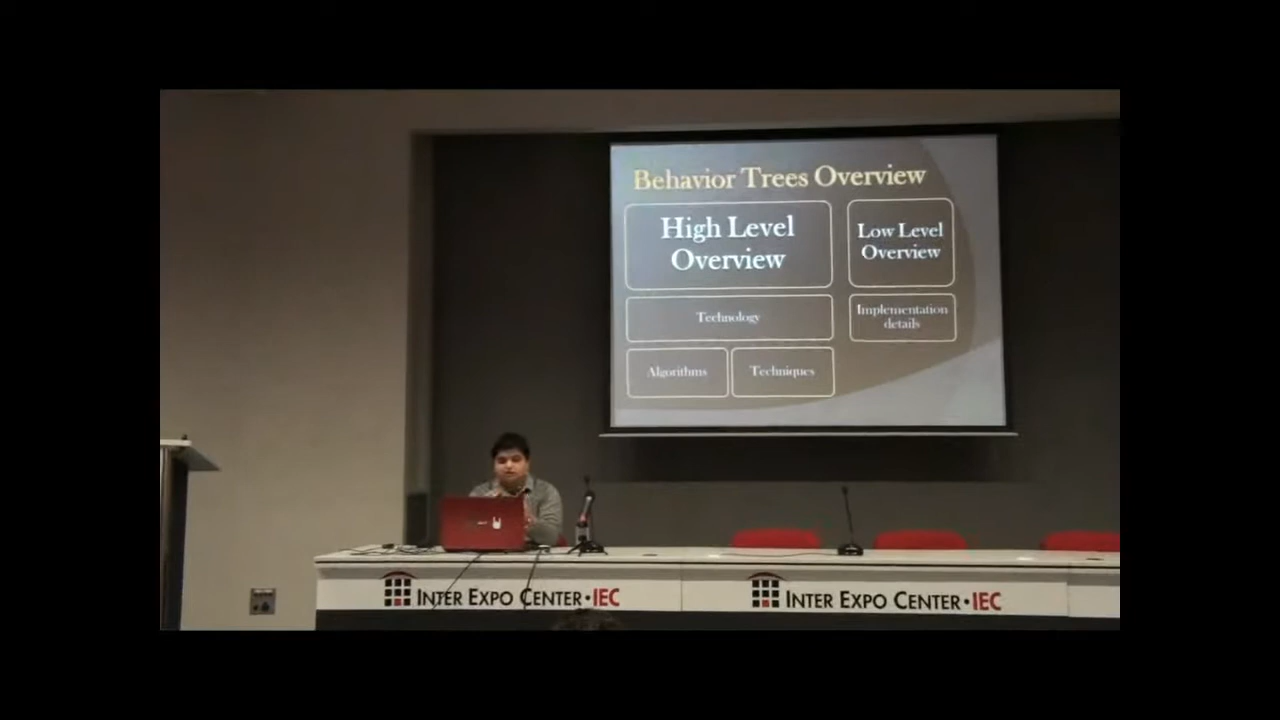 Behavior Trees Overview
High Level
Overview
Low Level
Overview
Technology
Implementation
details
Algorithms
Techniques
INTER EXPO CENTER·IEC
INTER EXPO CENTER·IEC